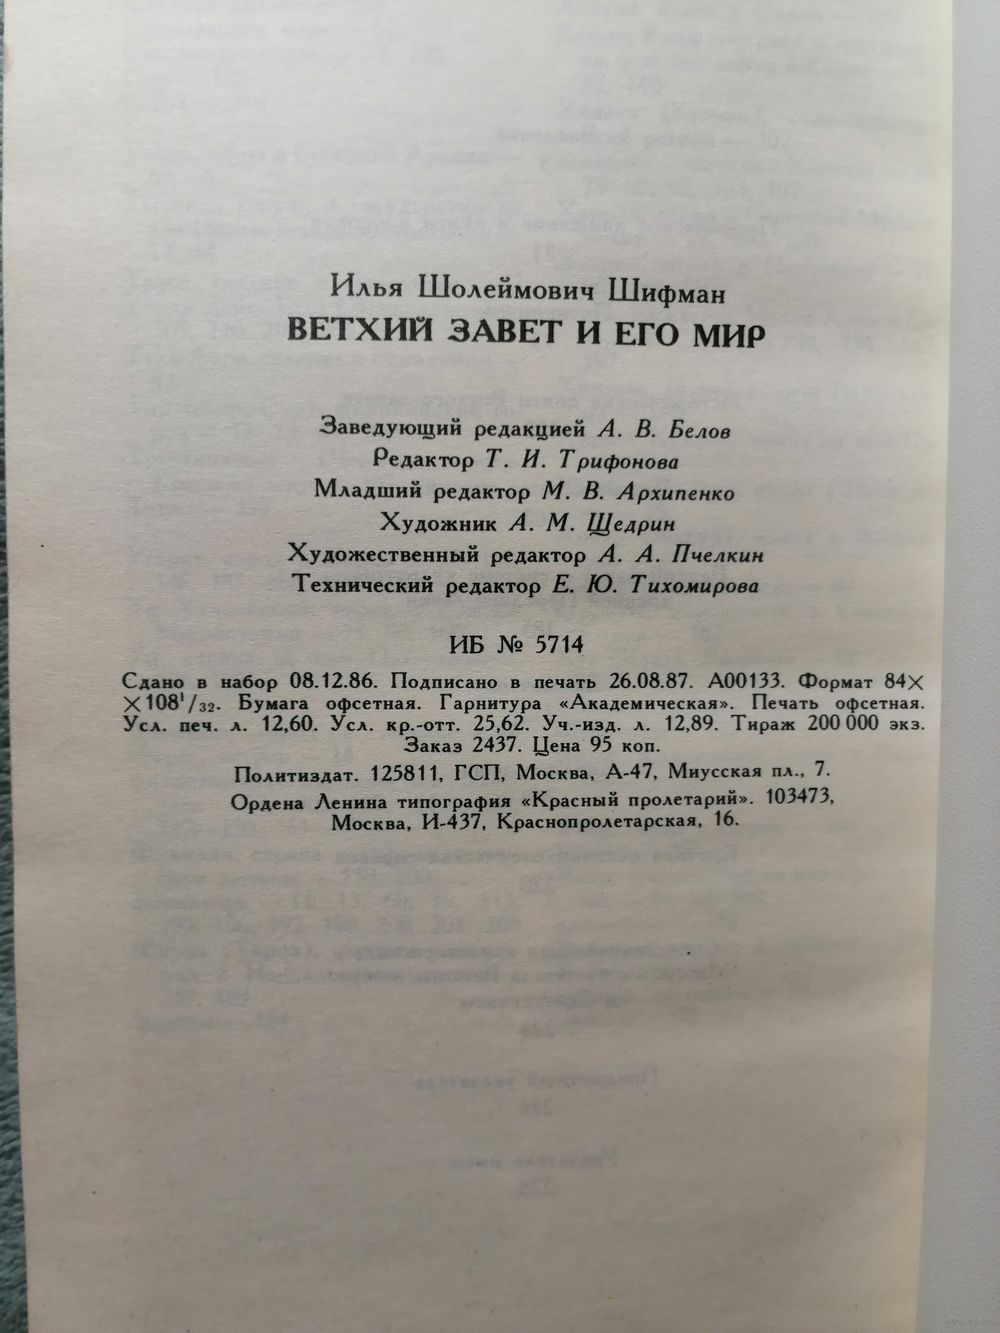 Илья Шолеймович Шифман
ВЕТХИЙ ЗАВЕТ И ЕГО МИР
Заведующий редакцией А. В. Белов
Редактор Т. И. Трифонова
Младший редактор М. В. Архипенко
Художник А. М. Щедрин
Художественный редактор А. А. Пчелкин
Технический редактор Е. Ю. Тихомирова
ИБ № 5714
Сдано в набор 08.12.86. Подписано в печать 26.08.87. А00133. Формат 84×
×108¹/₃₂. Бумага офсетная. Гарнитура «Академическая». Печать офсетная.
Усл. печ. л. 12,60. Усл. кр.-отт. 25,62. Уч.-изд. л. 12,89. Тираж 200 000 экз.
Заказ 2437. Цена 95 коп.
Политиздат. 125811, ГСП, Москва, А-47, Миусская пл., 7.
Ордена Ленина типография «Красный пролетарий». 103473,
Москва, И-437, Краснопролетарская, 16.